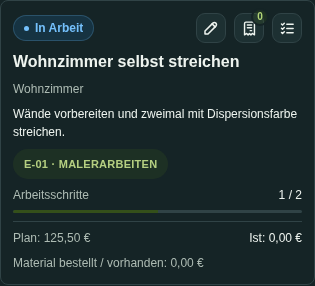 In Arbeit
0
Wohnzimmer selbst streichen
Wohnzimmer
Wände vorbereiten und zweimal mit Dispersionsfarbe
streichen.
E-01 · MALERARBEITEN
Arbeitsschritte 1 / 2
Plan: 125,50 € Ist: 0,00 €
Material bestellt / vorhanden: 0,00 €